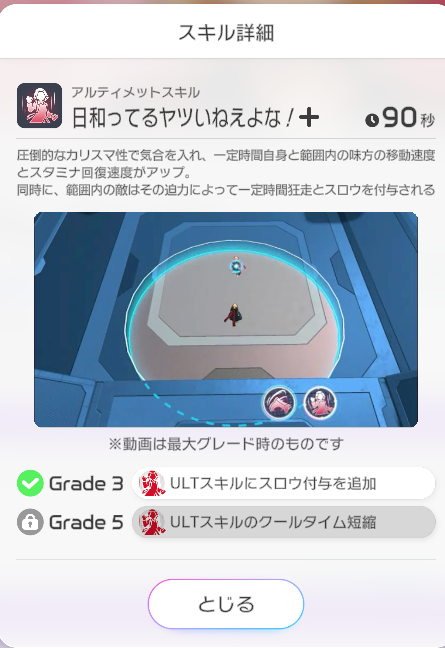 スキル詳細
アルティメットスキル
日和ってるヤツいねえよな！＋
90秒
圧倒的なカリスマ性で気合を入れ、一定時間自身と範囲内の味方の移動速度
とスタミナ回復速度がアップ。
同時に、範囲内の敵はその迫力によって一定時間狂走とスロウを付与される
※動画は最大グレード時のものです
Grade 3 ULTスキルにスロウ付与を追加
Grade 5 ULTスキルのクールタイム短縮
とじる